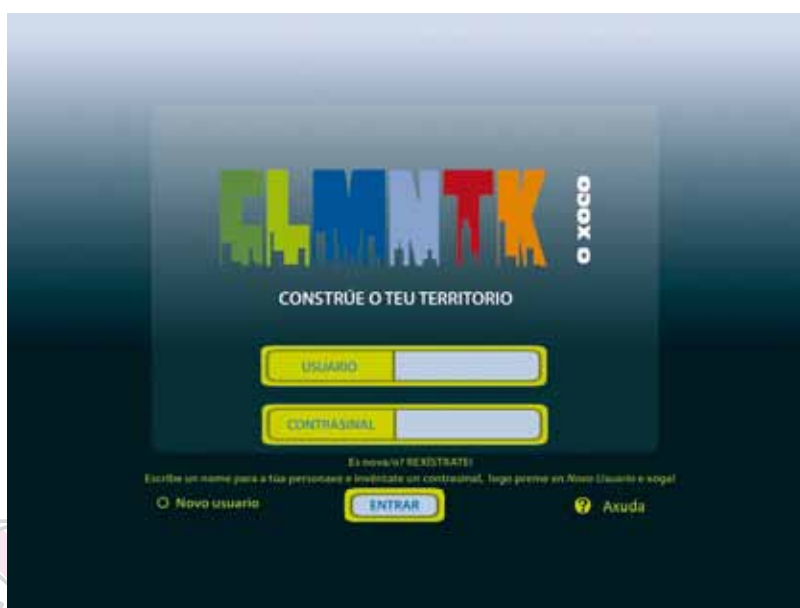 CLMNTK
O XOGO
CONSTRÚE O TEU TERRITORIO
USUARIO
CONTRASINAL
Es nova/o? REXÍSTRATE!
Escribe un nome para a túa personaxe e invéntate un contrasinal, logo preme en Novo Usuario e xoga!
Novo usuario
ENTRAR
? Axuda